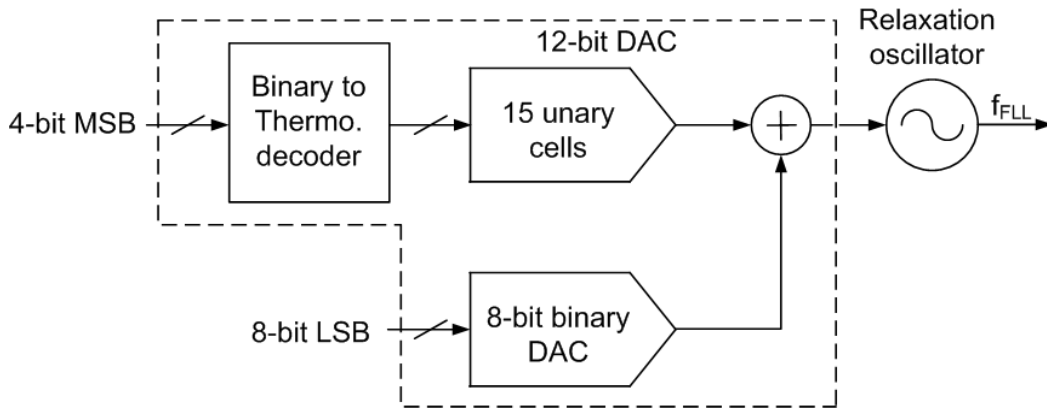 12-bit DAC
Relaxation
oscillator
4-bit MSB
Binary to
Thermo.
decoder
15 unary
cells
+
fFLL
8-bit LSB
8-bit binary
DAC